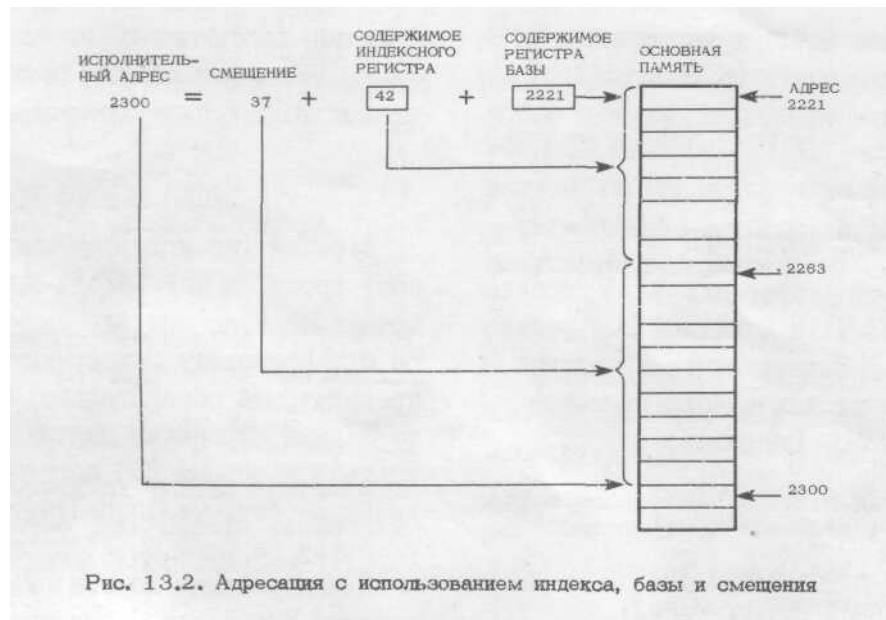 ИСПОЛНИТЕЛЬ-
НЫЙ АДРЕС
2300
=
СМЕЩЕНИЕ
37
+
СОДЕРЖИМОЕ
ИНДЕКСНОГО
РЕГИСТРА
42
+
СОДЕРЖИМОЕ
РЕГИСТРА
БАЗЫ
2221
ОСНОВНАЯ
ПАМЯТЬ
АДРЕС
2221
2263
2300
Рис. 13.2. Адресация с использованием индекса, базы и смещения